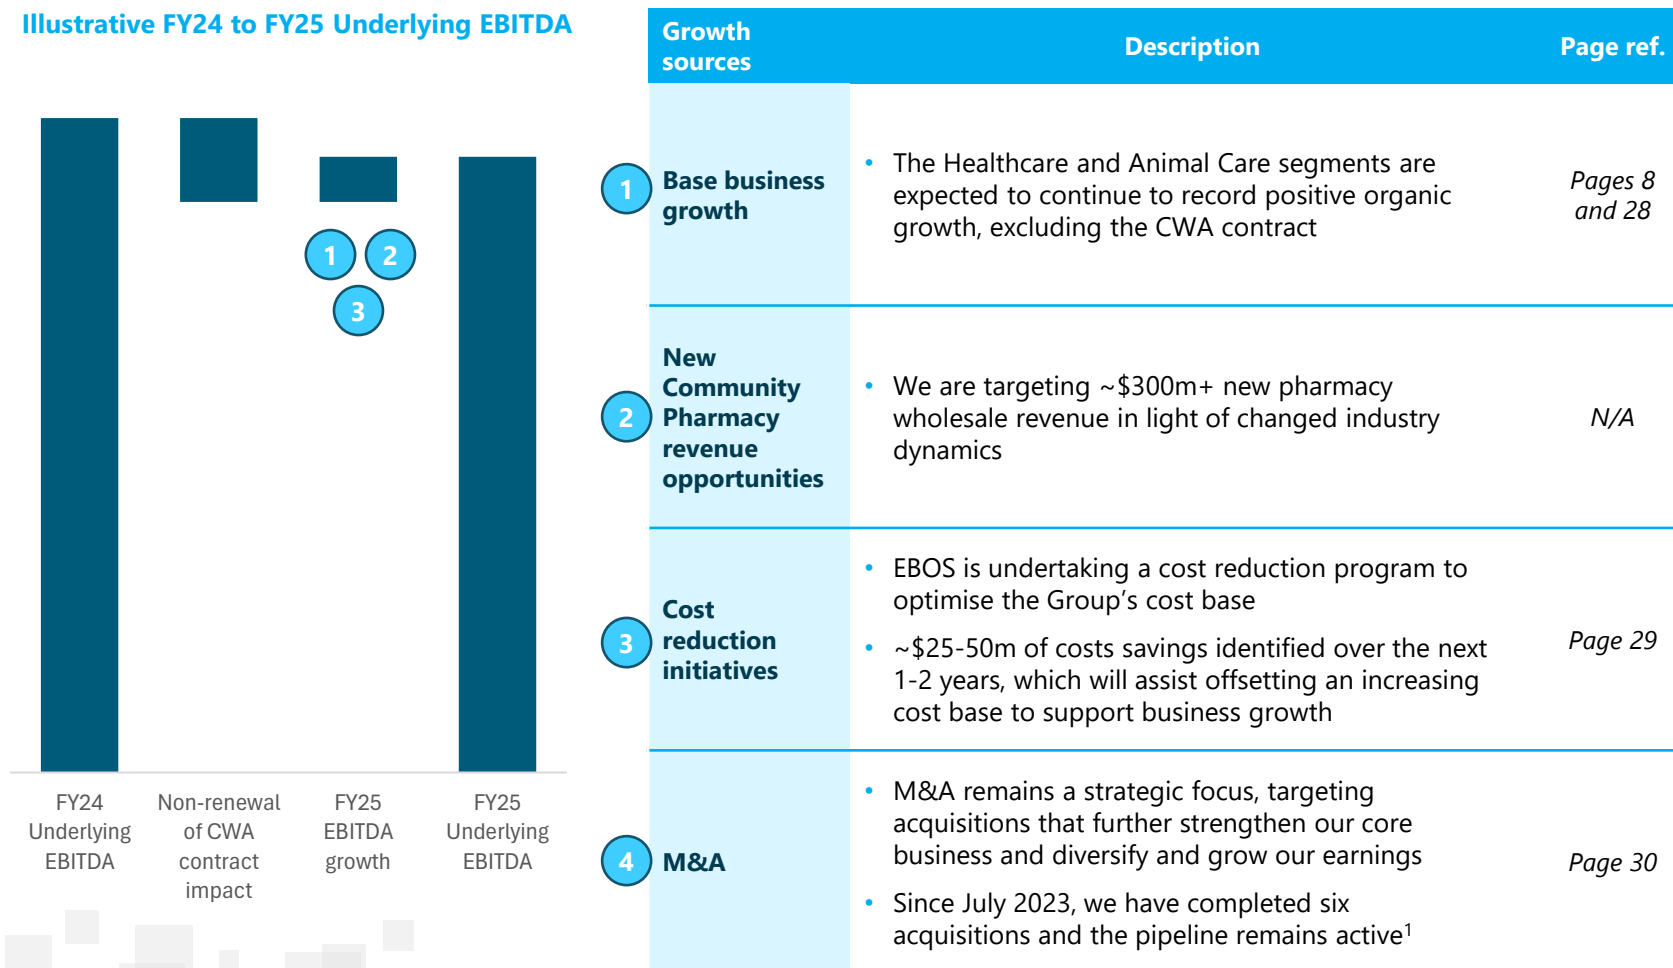 Illustrative FY24 to FY25 Underlying EBITDA
1 2
3
FY24
Underlying
EBITDA
Non-renewal
of CWA
contract
impact
FY25
EBITDA
growth
FY25
Underlying
EBITDA
Growth
sources
Description
Page ref.
1
Base business
growth
• The Healthcare and Animal Care segments are
expected to continue to record positive organic
growth, excluding the CWA contract
Pages 8
and 28
2
New
Community
Pharmacy
revenue
opportunities
• We are targeting ~$300m+ new pharmacy
wholesale revenue in light of changed industry
dynamics
N/A
3
Cost
reduction
initiatives
• EBOS is undertaking a cost reduction program to
optimise the Group’s cost base
• ~$25-50m of costs savings identified over the next
1-2 years, which will assist offsetting an increasing
cost base to support business growth
Page 29
4
M&A
• M&A remains a strategic focus, targeting
acquisitions that further strengthen our core
business and diversify and grow our earnings
• Since July 2023, we have completed six
acquisitions and the pipeline remains active¹
Page 30